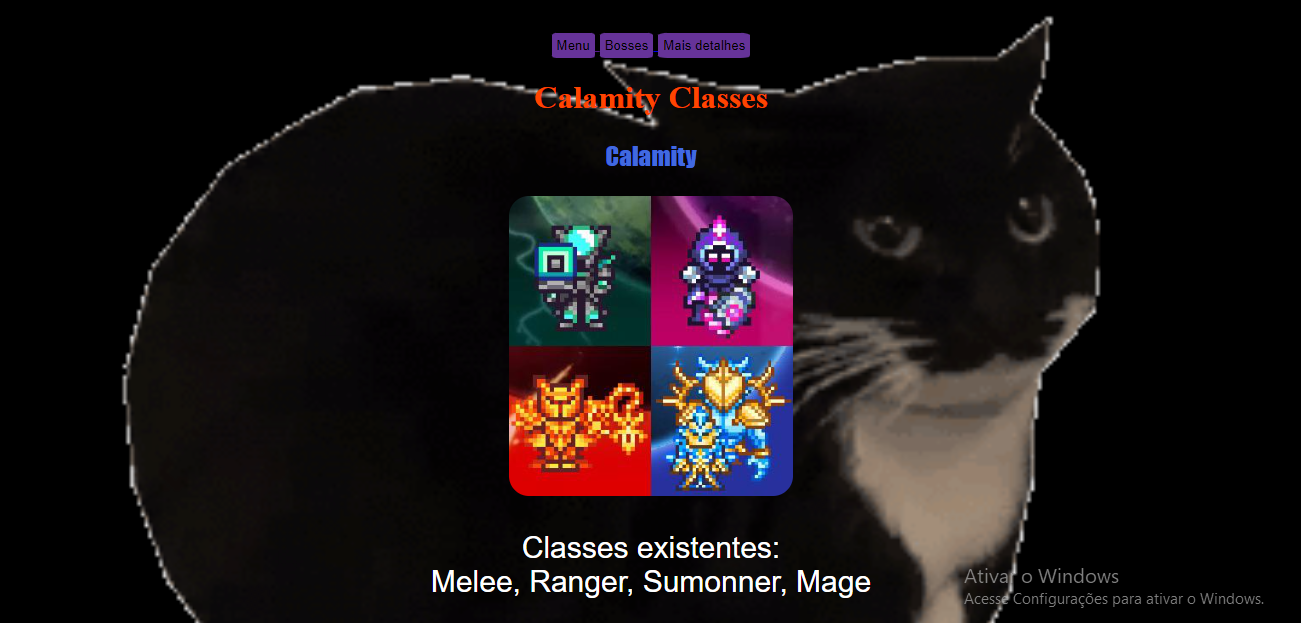 Menu Bosses Mais detalhes
Calamity Classes
Calamity
Classes existentes:
Melee, Ranger, Sumonner, Mage
Ativar o Windows
Acesse Configurações para ativar o Windows.